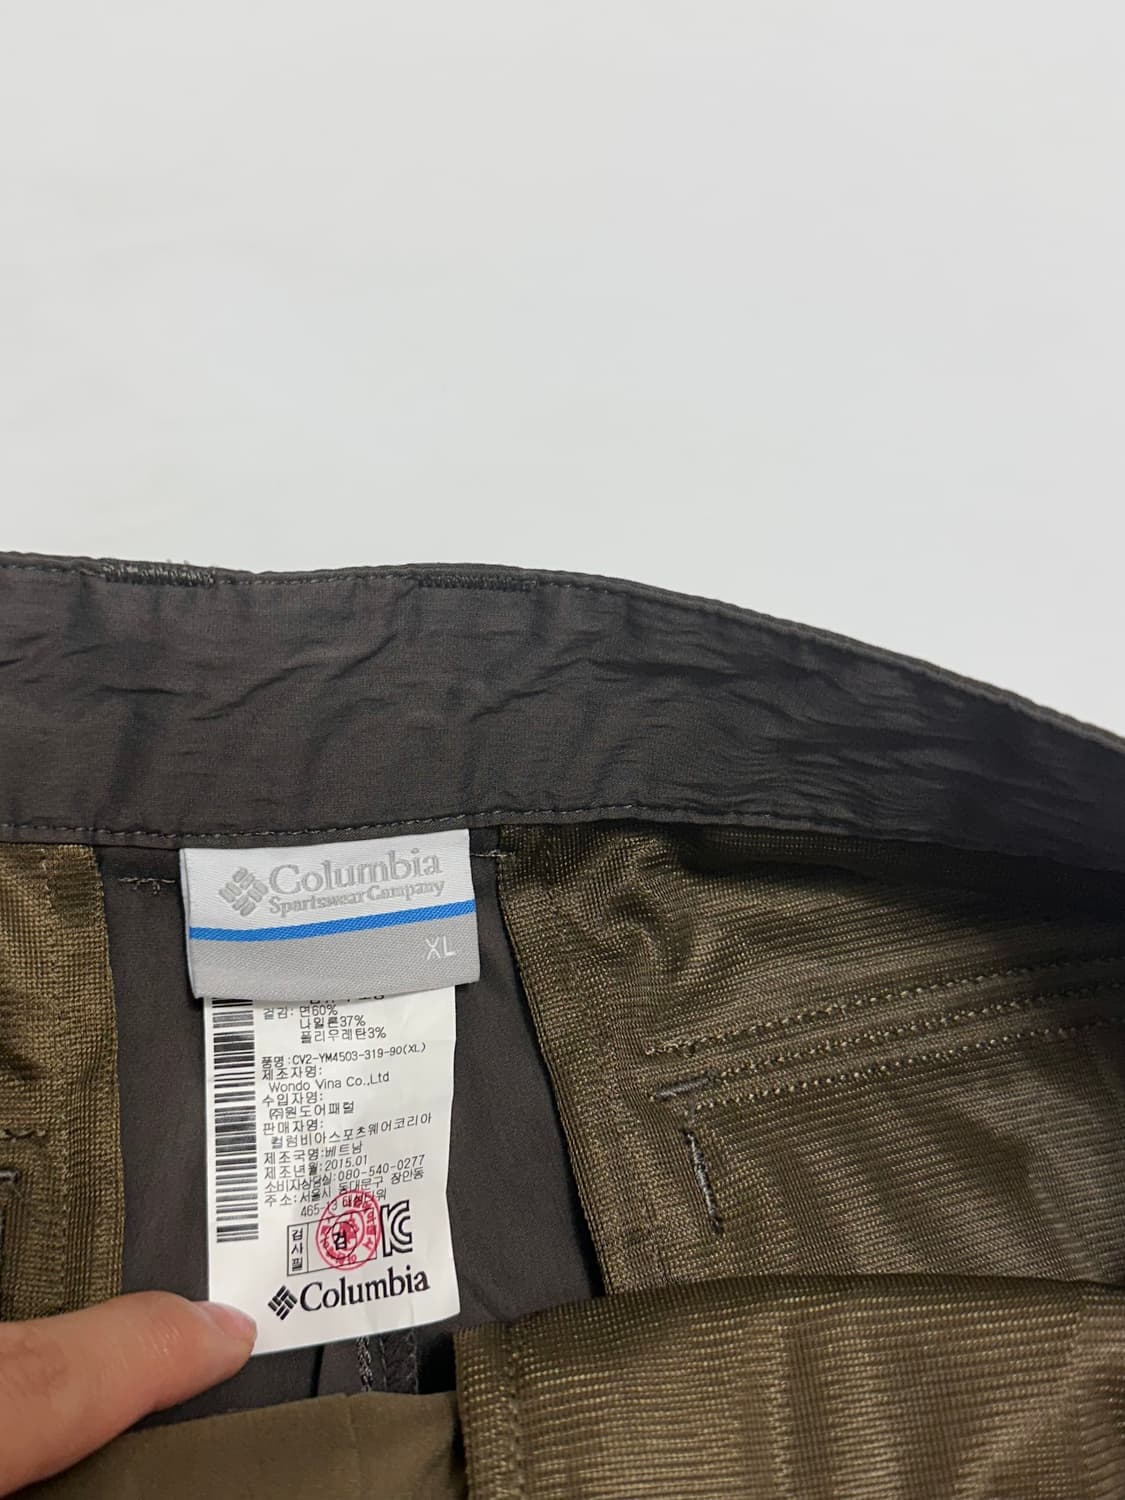 Columbia
Sportswear Company
XL
겉감: 면60%
나일론37%
폴리우레탄3%
품명:CV2-YM4503-319-90(XL)
제조자명:
Wondo Vina Co.,Ltd
수입자명:
㈜원도어패럴
판매자명:
컬럼비아스포츠웨어코리아
제조국명:베트남
제조년월:2015.01
소비자상담실:080-540-0277
주소:서울시 동대문구 장안동
465-
검사필
검
Columbia